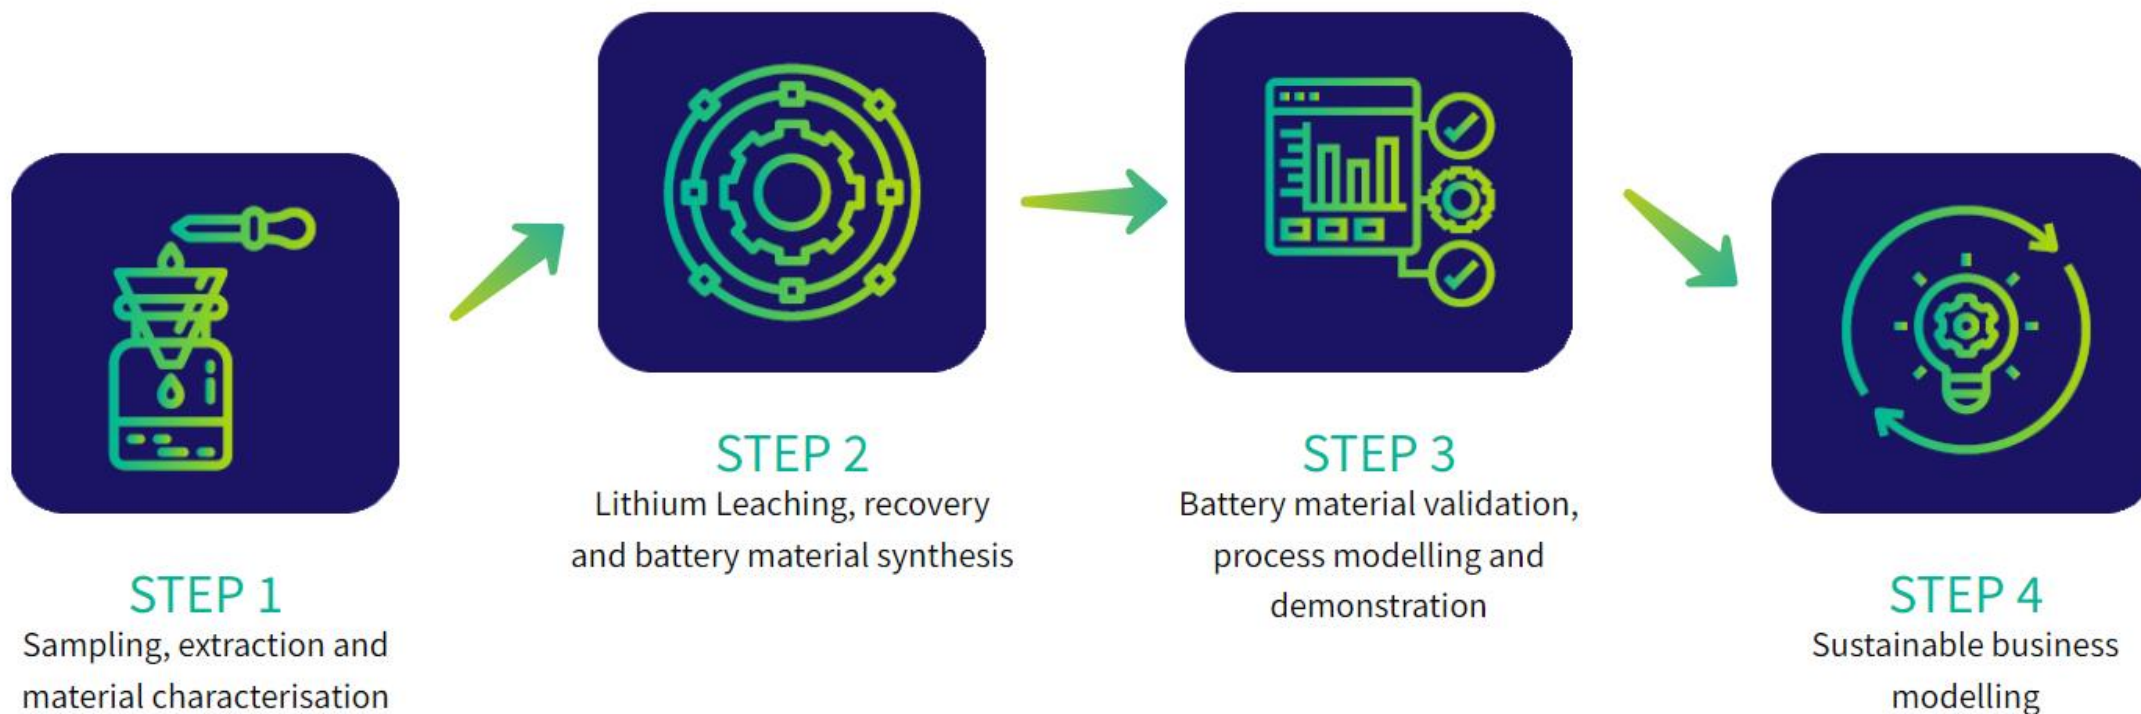 STEP 1
Sampling, extraction and
material characterisation
STEP 2
Lithium Leaching, recovery
and battery material synthesis
STEP 3
Battery material validation,
process modelling and
demonstration
STEP 4
Sustainable business
modelling